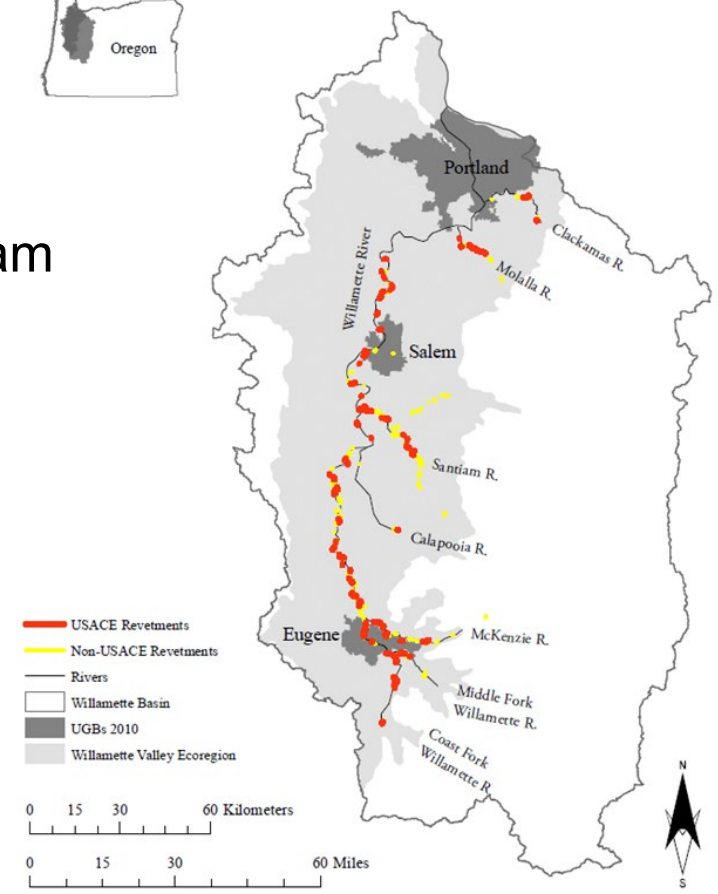 Oregon
am
Portland
Clackamas R.
Molalla R.
Willamette River
Salem
Santiam R.
Calapooia R.
Eugene
McKenzie R.
Middle Fork
Willamette R.
Coast Fork
Willamette R.
USACE Revetments
Non-USACE Revetments
Rivers
Willamette Basin
UGBs 2010
Willamette Valley Ecoregion
0 15 30 60 Kilometers
0 15 30 60 Miles
N
S